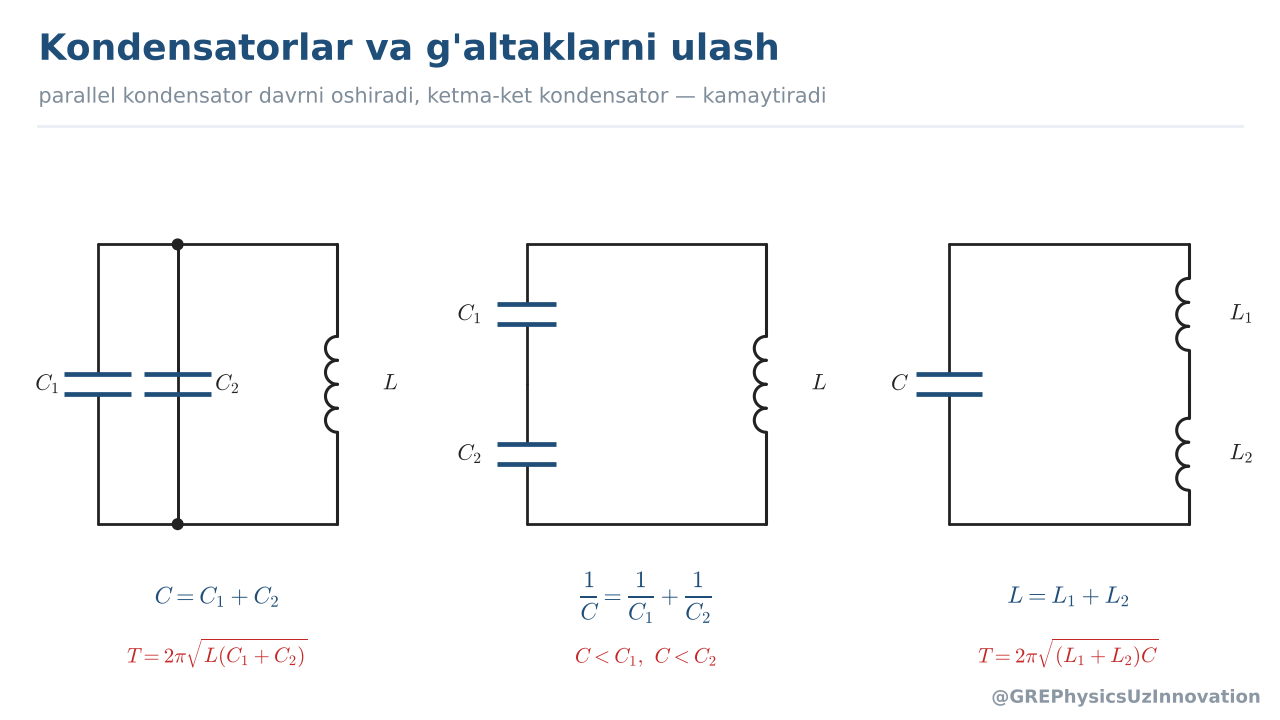 Kondensatorlar va g'altaklarni ulash
parallel kondensator davrni oshiradi, ketma-ket kondensator — kamaytiradi
C₁ C₂ L
C₁ C₂ L
C L₁ L₂
C = C₁ + C₂
1/C = 1/C₁ + 1/C₂
L = L₁ + L₂
T = 2π√(L(C₁ + C₂))
C < C₁, C < C₂
T = 2π√((L₁ + L₂)C)
@GREPhysicsUzInnovation